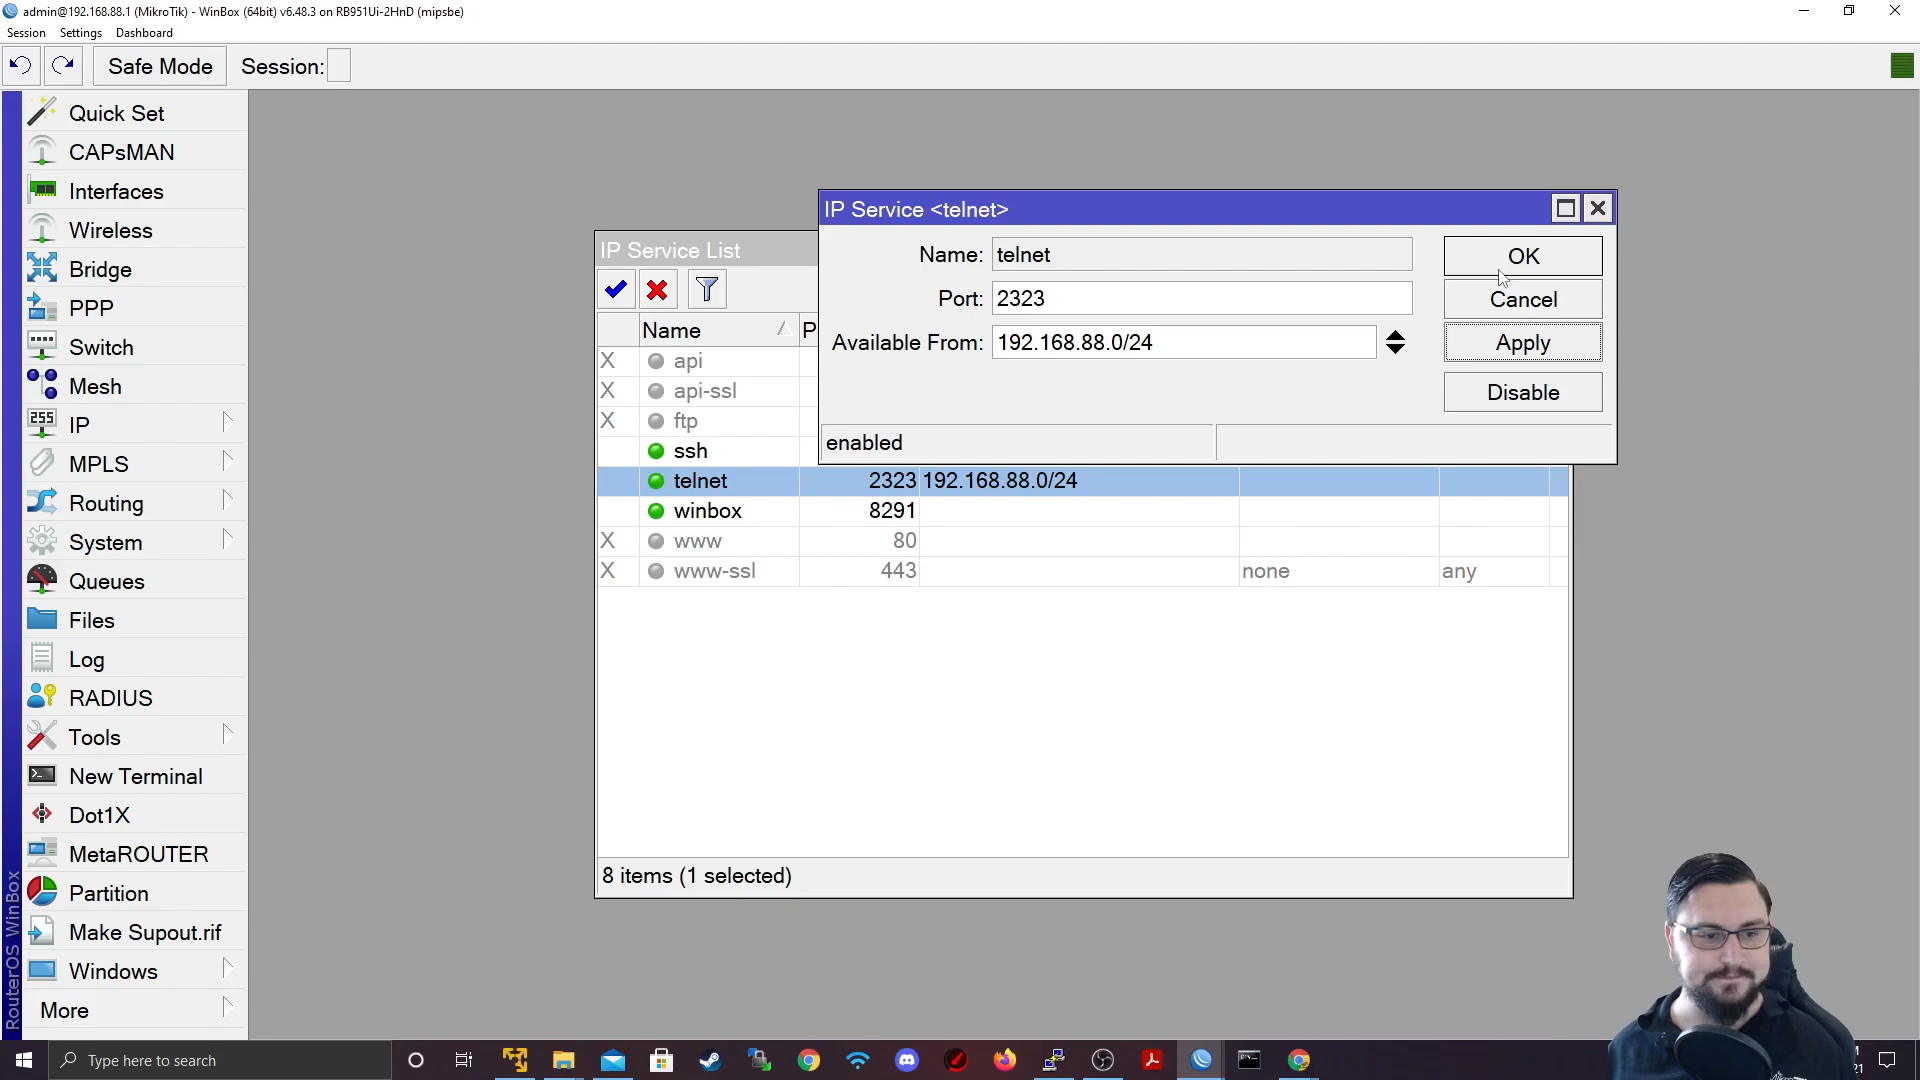 admin@192.168.88.1 (MikroTik) - WinBox (64bit) v6.48.3 on RB951Ui-2HnD (mipsbe)
Session Settings Dashboard
Safe Mode Session:
Quick Set
CAPsMAN
Interfaces
Wireless
Bridge
PPP
Switch
Mesh
255 IP
MPLS
Routing
System
Queues
Files
Log
RADIUS
Tools
New Terminal
Dot1X
MetaROUTER
Partition
Make Supout.rif
Windows
More
RouterOS WinBox
IP Service List
Name P
X api
X api-ssl
X ftp
ssh
telnet 2323 192.168.88.0/24
winbox 8291
X www 80
X www-ssl 443 none any
8 items (1 selected)
IP Service <telnet>
Name: telnet
Port: 2323
Available From: 192.168.88.0/24
OK
Cancel
Apply
Disable
enabled
Type here to search